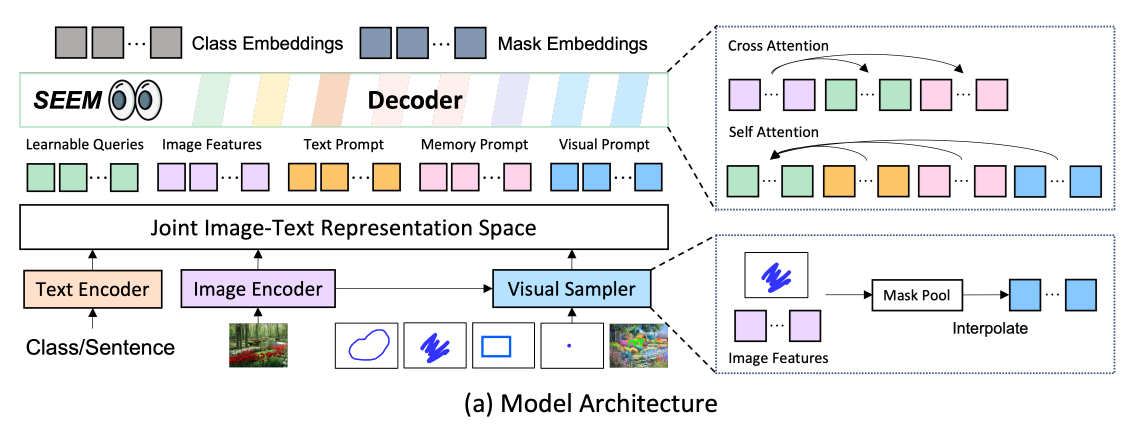 Class Embeddings
Mask Embeddings
SEEM
Decoder
Learnable Queries
Image Features
Text Prompt
Memory Prompt
Visual Prompt
Joint Image-Text Representation Space
Text Encoder
Image Encoder
Visual Sampler
Class/Sentence
Cross Attention
Self Attention
Mask Pool
Interpolate
Image Features
(a) Model Architecture